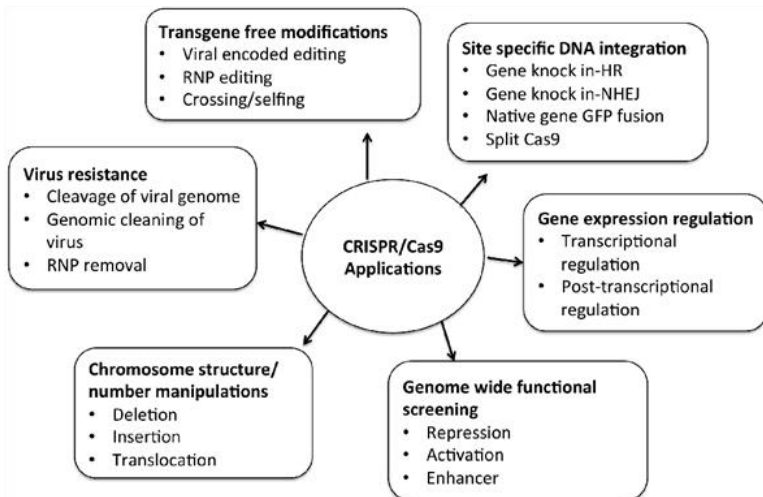 Transgene free modifications
• Viral encoded editing
• RNP editing
• Crossing/selfing
Site specific DNA integration
• Gene knock in-HR
• Gene knock in-NHEJ
• Native gene GFP fusion
• Split Cas9
Virus resistance
• Cleavage of viral genome
• Genomic cleaning of
virus
• RNP removal
CRISPR/Cas9
Applications
Gene expression regulation
• Transcriptional
regulation
• Post-transcriptional
regulation
Chromosome structure/
number manipulations
• Deletion
• Insertion
• Translocation
Genome wide functional
screening
• Repression
• Activation
• Enhancer